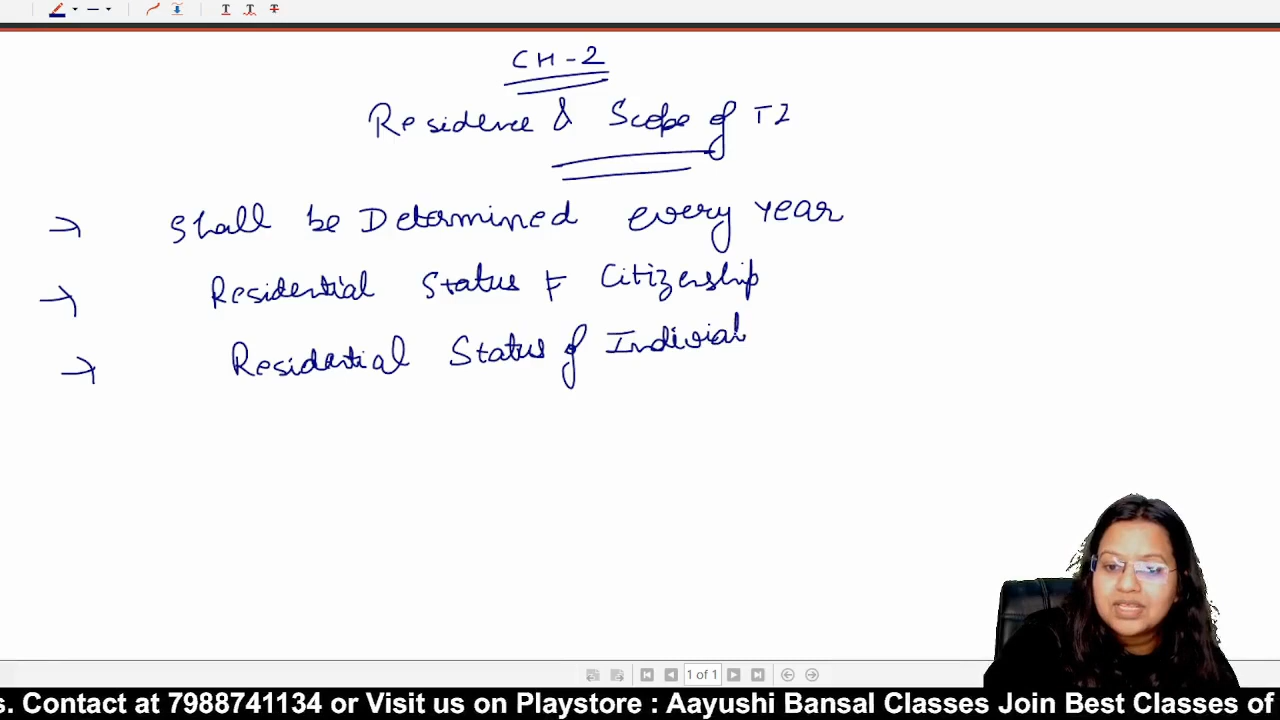 T T T
CH-2
Residence & Scope of TI
→ Shall be Determined every Year
→ Residential Status ≠ Citizenship
→ Residential Status of Indivial
1 of 1
s. Contact at 7988741134 or Visit us on Playstore : Aayushi Bansal Classes Join Best Classes of